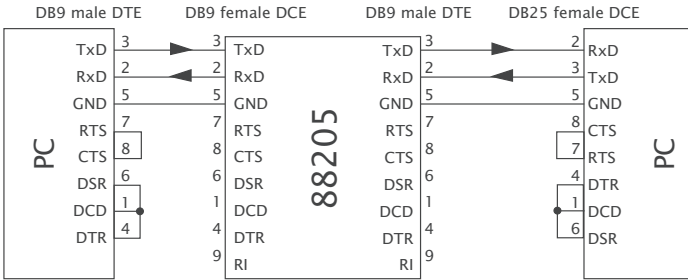 DB9 male DTE DB9 female DCE DB9 male DTE DB25 female DCE
TxD 3 3 TxD TxD 3 2 RxD
RxD 2 2 RxD RxD 2 3 TxD
GND 5 5 GND GND 5 5 GND
RTS 7 7 RTS RTS 7 8 CTS
CTS 8 8 CTS CTS 8 7 RTS
DSR 6 6 DSR DSR 6 4 DTR
DCD 1 1 DCD DCD 1 1 DCD
DTR 4 4 DTR DTR 4 6 DSR
9 RI RI 9
PC
88205
PC